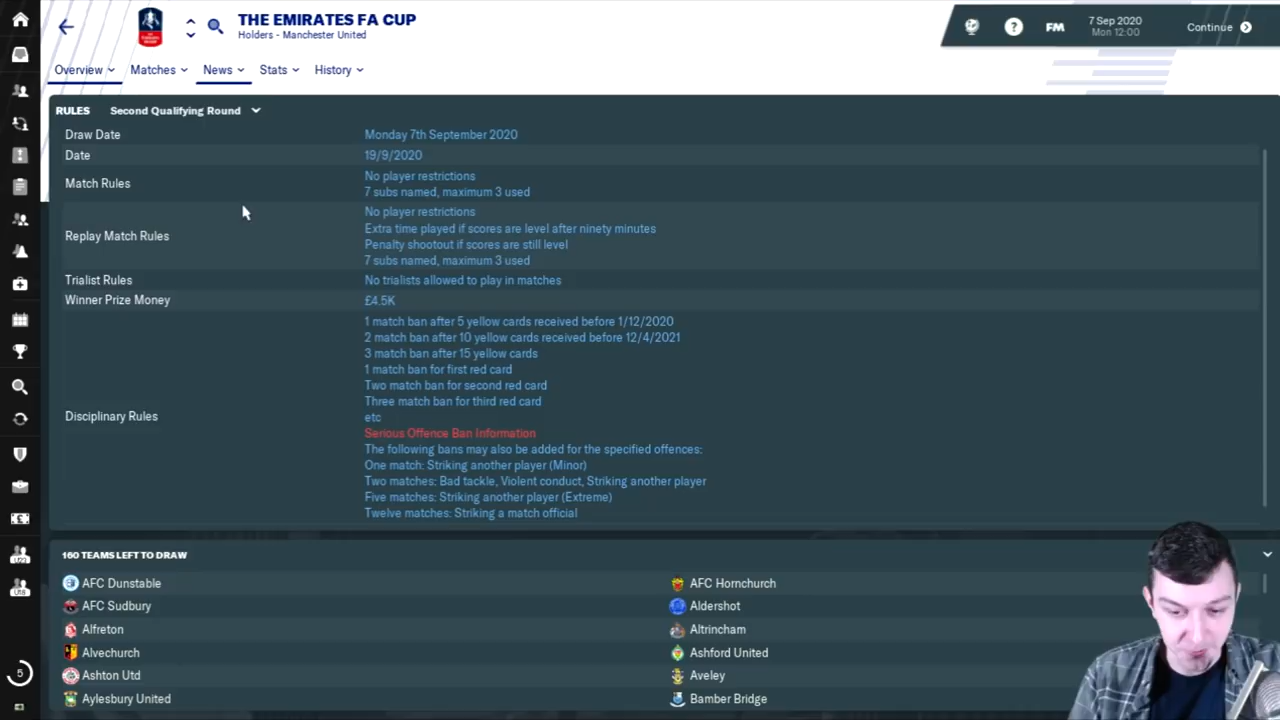 THE EMIRATES FA CUP
Holders - Manchester United
FM
7 Sep 2020
Mon 12:00
Continue
Overview
Matches
News
Stats
History
RULES
Second Qualifying Round
Draw Date
Monday 7th September 2020
Date
19/9/2020
Match Rules
No player restrictions
7 subs named, maximum 3 used
Replay Match Rules
No player restrictions
Extra time played if scores are level after ninety minutes
Penalty shootout if scores are still level
7 subs named, maximum 3 used
Trialist Rules
No trialists allowed to play in matches
Winner Prize Money
£4.5K
Disciplinary Rules
1 match ban after 5 yellow cards received before 1/12/2020
2 match ban after 10 yellow cards received before 12/4/2021
3 match ban after 15 yellow cards
1 match ban for first red card
Two match ban for second red card
Three match ban for third red card
etc
Serious Offence Ban Information
The following bans may also be added for the specified offences:
One match: Striking another player (Minor)
Two matches: Bad tackle, Violent conduct, Striking another player
Five matches: Striking another player (Extreme)
Twelve matches: Striking a match official
160 TEAMS LEFT TO DRAW
AFC Dunstable
AFC Hornchurch
AFC Sudbury
Aldershot
Alfreton
Altrincham
Alvechurch
Ashford United
Ashton Utd
Aveley
Aylesbury United
Bamber Bridge
5